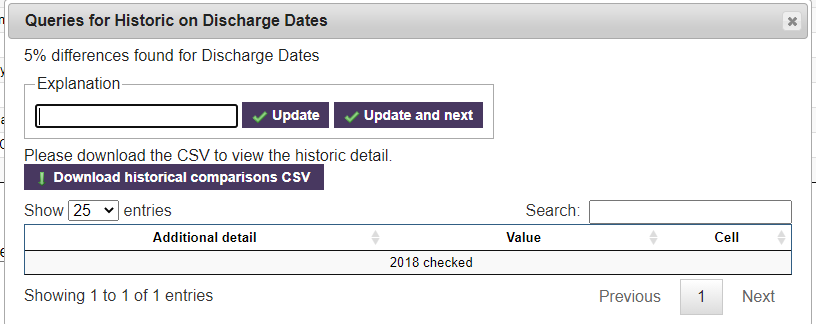 Queries for Historic on Discharge Dates
5% differences found for Discharge Dates
Explanation
Update Update and next
Please download the CSV to view the historic detail.
Download historical comparisons CSV
Show 25 entries Search:
Additional detail Value Cell
2018 checked
Showing 1 to 1 of 1 entries Previous 1 Next